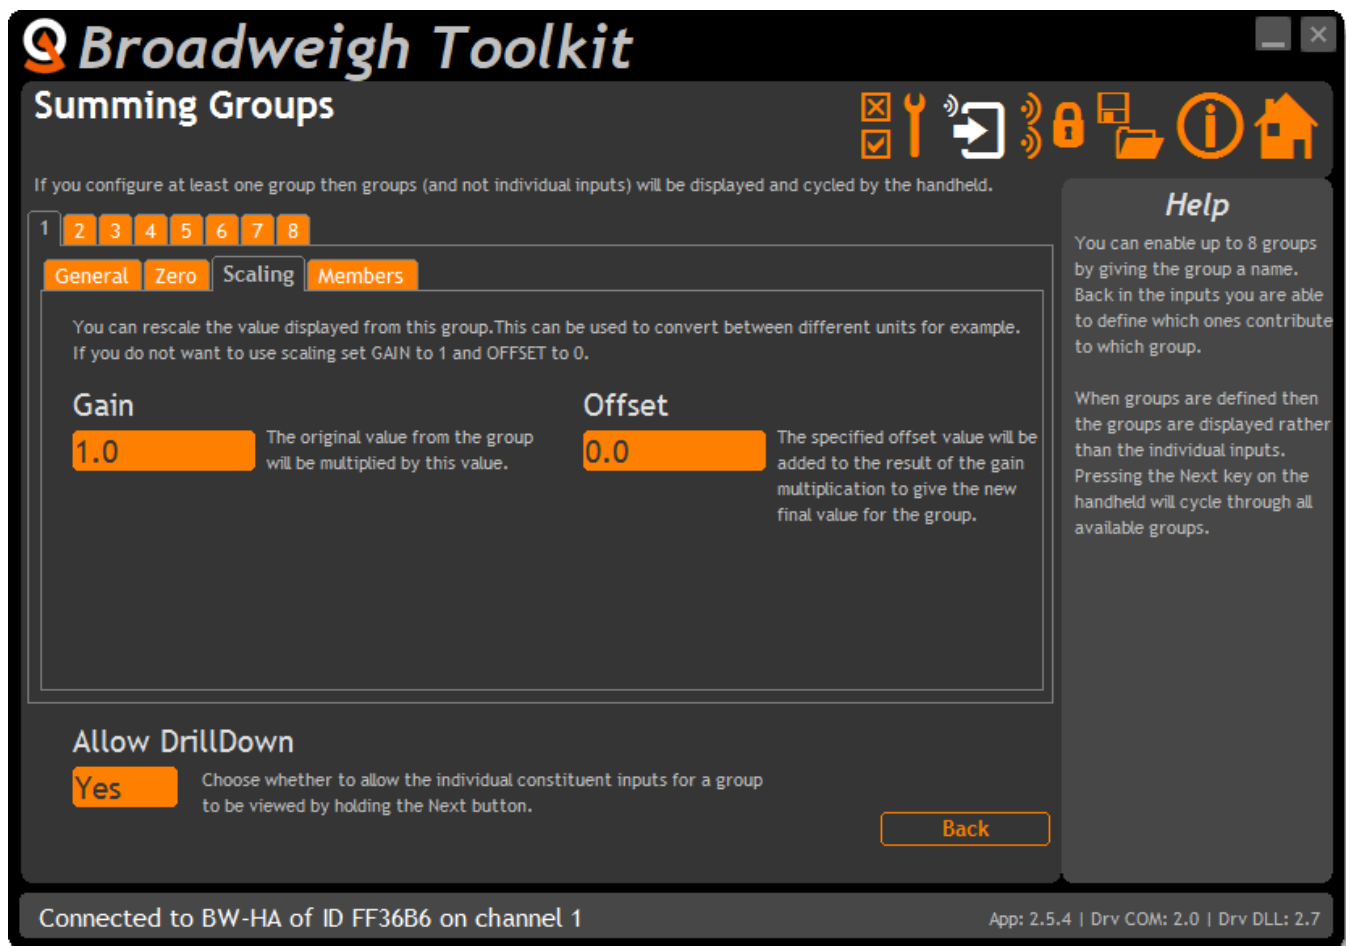 Broadweigh Toolkit
Summing Groups
If you configure at least one group then groups (and not individual inputs) will be displayed and cycled by the handheld.
1 2 3 4 5 6 7 8
General Zero Scaling Members
You can rescale the value displayed from this group.This can be used to convert between different units for example.
If you do not want to use scaling set GAIN to 1 and OFFSET to 0.
Gain
1.0
The original value from the group
will be multiplied by this value.
Offset
0.0
The specified offset value will be
added to the result of the gain
multiplication to give the new
final value for the group.
Allow DrillDown
Yes
Choose whether to allow the individual constituent inputs for a group
to be viewed by holding the Next button.
Back
Help
You can enable up to 8 groups
by giving the group a name.
Back in the inputs you are able
to define which ones contribute
to which group.
When groups are defined then
the groups are displayed rather
than the individual inputs.
Pressing the Next key on the
handheld will cycle through all
available groups.
Connected to BW-HA of ID FF36B6 on channel 1
App: 2.5.4 | Drv COM: 2.0 | Drv DLL: 2.7